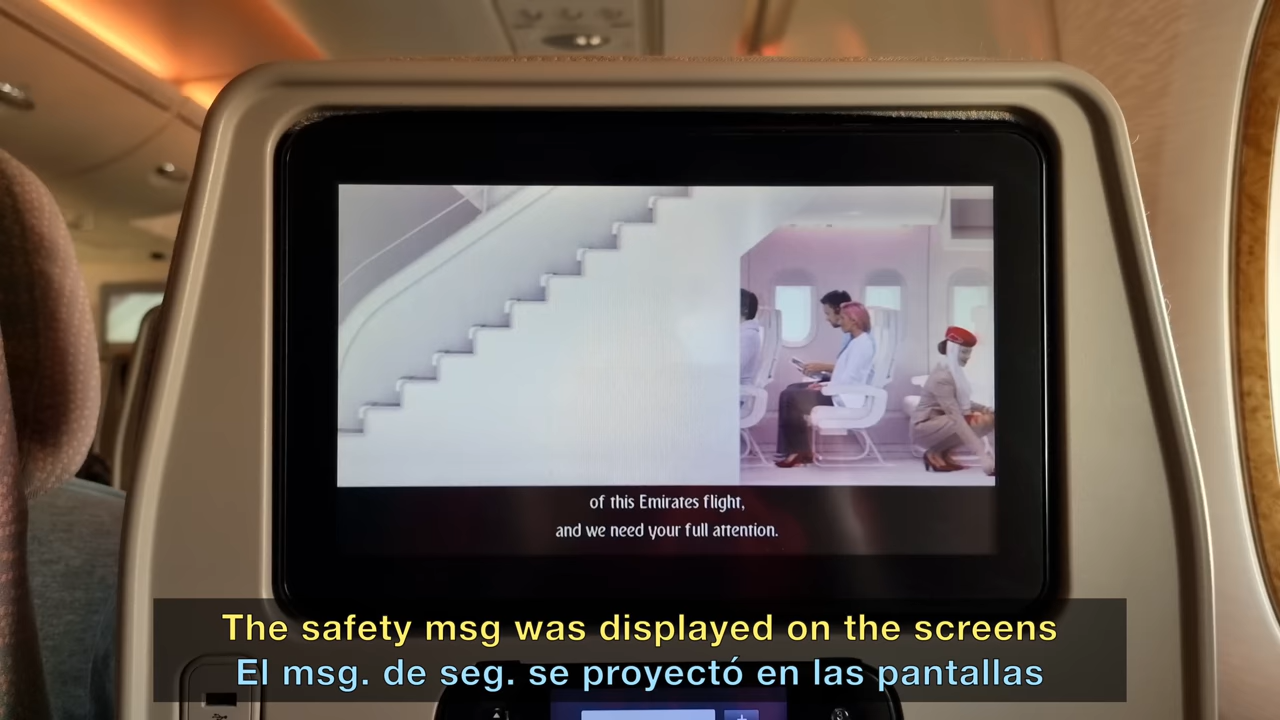 of this Emirates flight,
and we need your full attention.
The safety msg was displayed on the screens
El msg. de seg. se proyectó en las pantallas